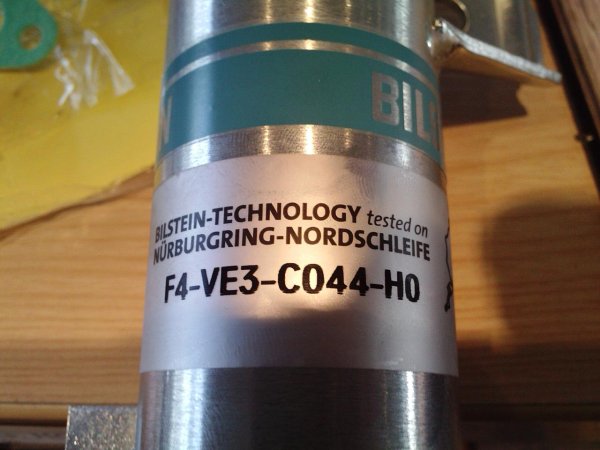 BILSTEIN-TECHNOLOGY tested on
NÜRBURGRING-NORDSCHLEIFE
F4-VE3-C044-H0